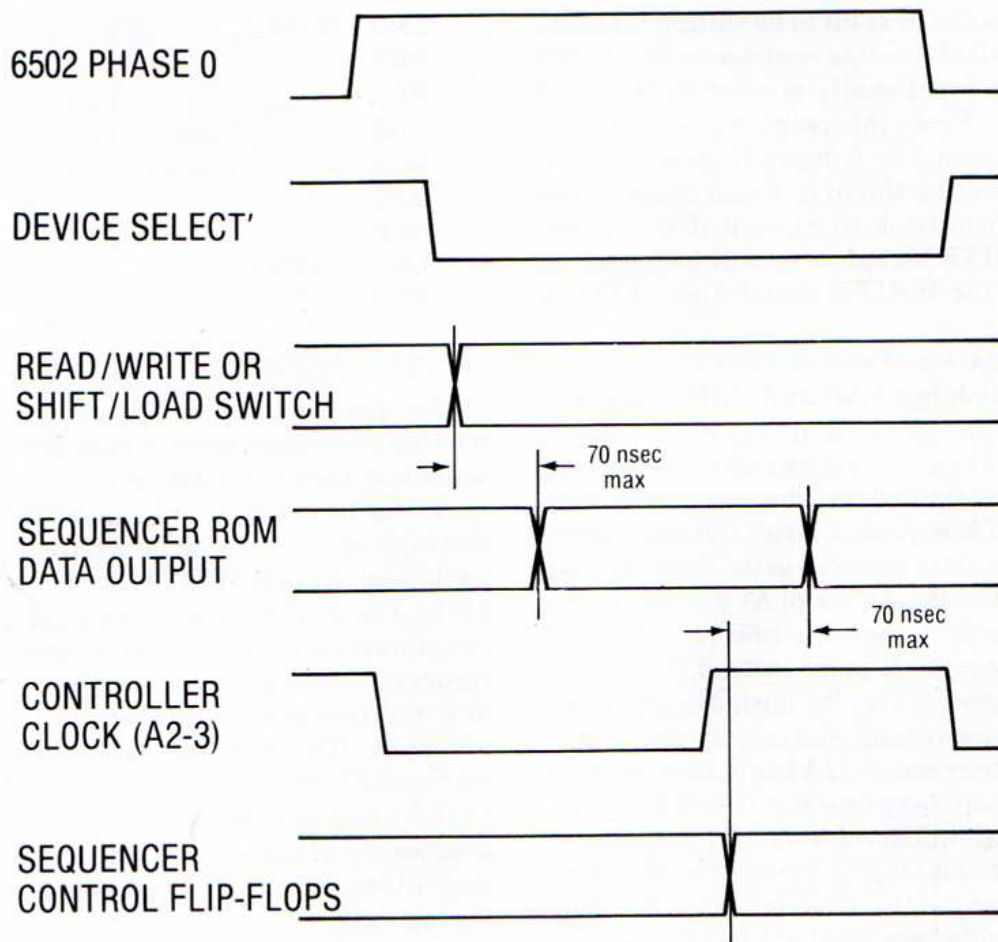 6502 PHASE 0
DEVICE SELECT'
READ/WRITE OR
SHIFT/LOAD SWITCH
70 nsec
max
SEQUENCER ROM
DATA OUTPUT
70 nsec
max
CONTROLLER
CLOCK (A2-3)
SEQUENCER
CONTROL FLIP-FLOPS